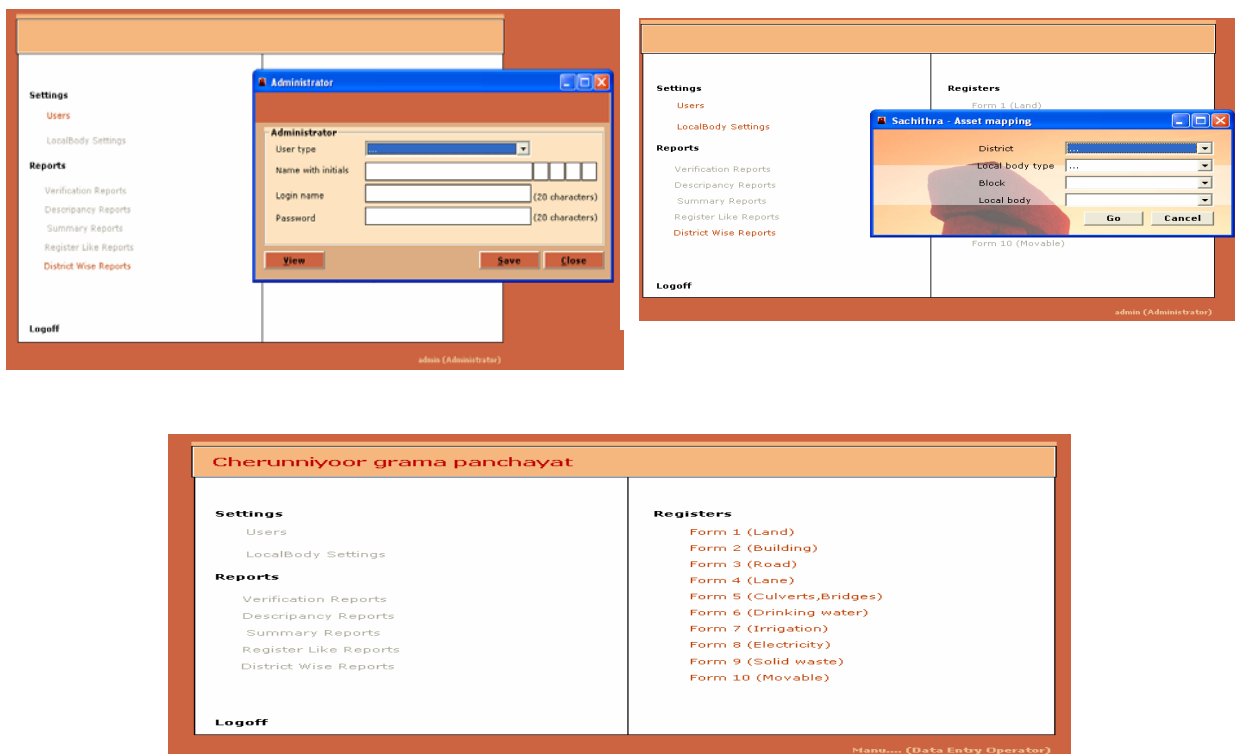 Settings
Users
LocalBody Settings
Reports
Verification Reports
Descripancy Reports
Summary Reports
Register Like Reports
District Wise Reports
Logoff
admin (Administrator)
Administrator
Administrator
User type ...
Name with initials
Login name (20 characters)
Password (20 characters)
View Save Close
Settings
Users
LocalBody Settings
Reports
Verification Reports
Descripancy Reports
Summary Reports
Register Like Reports
District Wise Reports
Logoff
Registers
Form 1 (Land)
Sachithra - Asset mapping
District ...
Local body type ...
Block
Local body
Go Cancel
Form 10 (Movable)
admin (Administrator)
Cherunniyoor grama panchayat
Settings
Users
LocalBody Settings
Reports
Verification Reports
Descripancy Reports
Summary Reports
Register Like Reports
District Wise Reports
Logoff
Registers
Form 1 (Land)
Form 2 (Building)
Form 3 (Road)
Form 4 (Lane)
Form 5 (Culverts,Bridges)
Form 6 (Drinking water)
Form 7 (Irrigation)
Form 8 (Electricity)
Form 9 (Solid waste)
Form 10 (Movable)
Manu.... (Data Entry Operator)